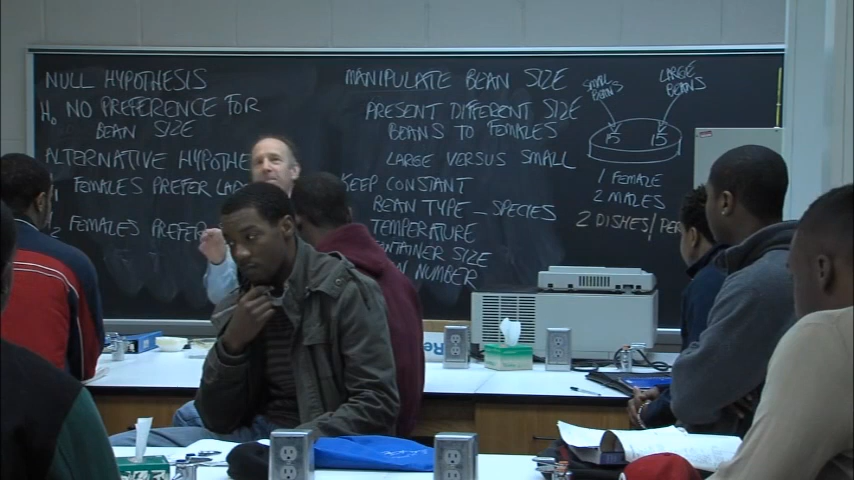 NULL HYPOTHESIS
H₀ NO PREFERENCE FOR
BEAN SIZE
ALTERNATIVE HYPOTHE
FEMALES PREFER
2 FEMALES PREFER
MANIPULATE BEAN SIZE
PRESENT DIFFERENT SIZE
BEANS TO FEMALES
LARGE VERSUS SMALL
KEEP CONSTANT
BEAN TYPE - SPECIES
TEMPERATURE
CONTAINER SIZE
NUMBER
SMALL
BEANS
LARGE
BEANS
15 15
1 FEMALE
2 MALES
2 DISHES/PER